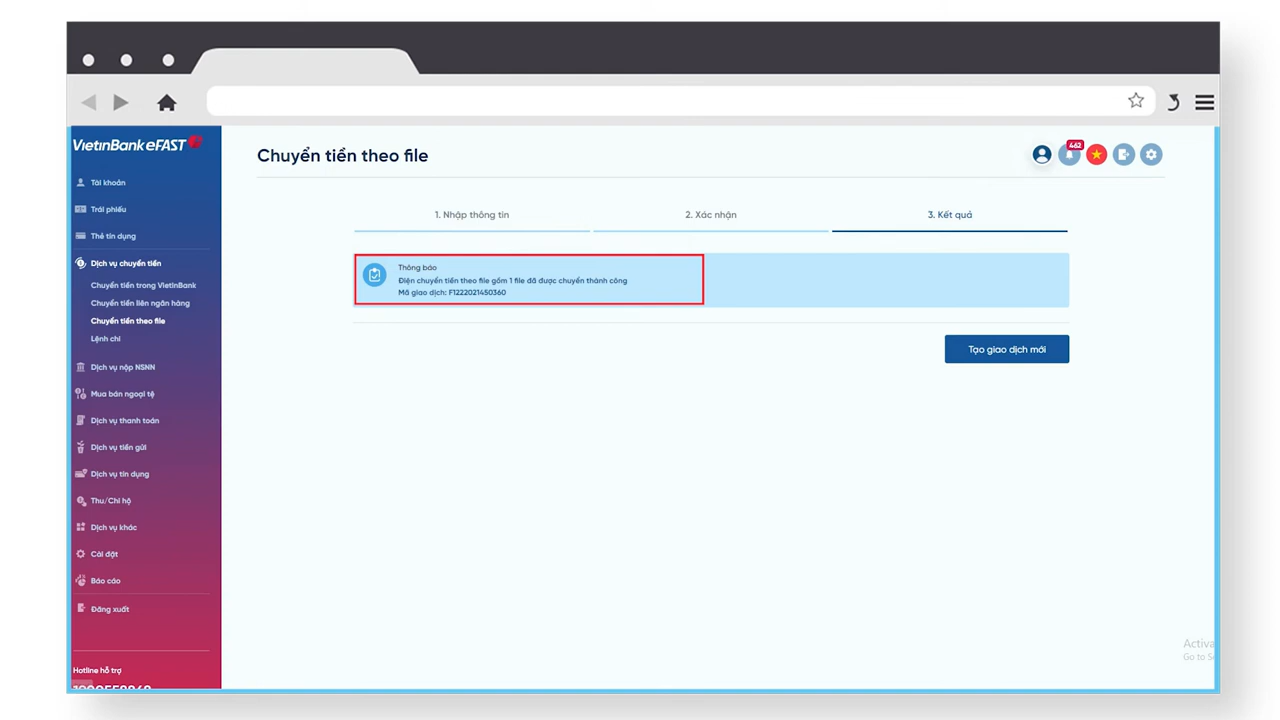 VietinBank eFAST
Tài khoản
Trái phiếu
Thẻ tín dụng
Dịch vụ chuyển tiền
Chuyển tiền trong VietinBank
Chuyển tiền liên ngân hàng
Chuyển tiền theo file
Lệnh chi
Dịch vụ nộp NSNN
Mua bán ngoại tệ
Dịch vụ thanh toán
Dịch vụ tiền gửi
Dịch vụ tín dụng
Thu/Chi hộ
Dịch vụ khác
Cài đặt
Báo cáo
Đăng xuất
Hotline hỗ trợ
Chuyển tiền theo file
462
1. Nhập thông tin
2. Xác nhận
3. Kết quả
Thông báo
Điện chuyển tiền theo file gồm 1 file đã được chuyển thành công
Mã giao dịch: F1222021450360
Tạo giao dịch mới
Activa
Go to S